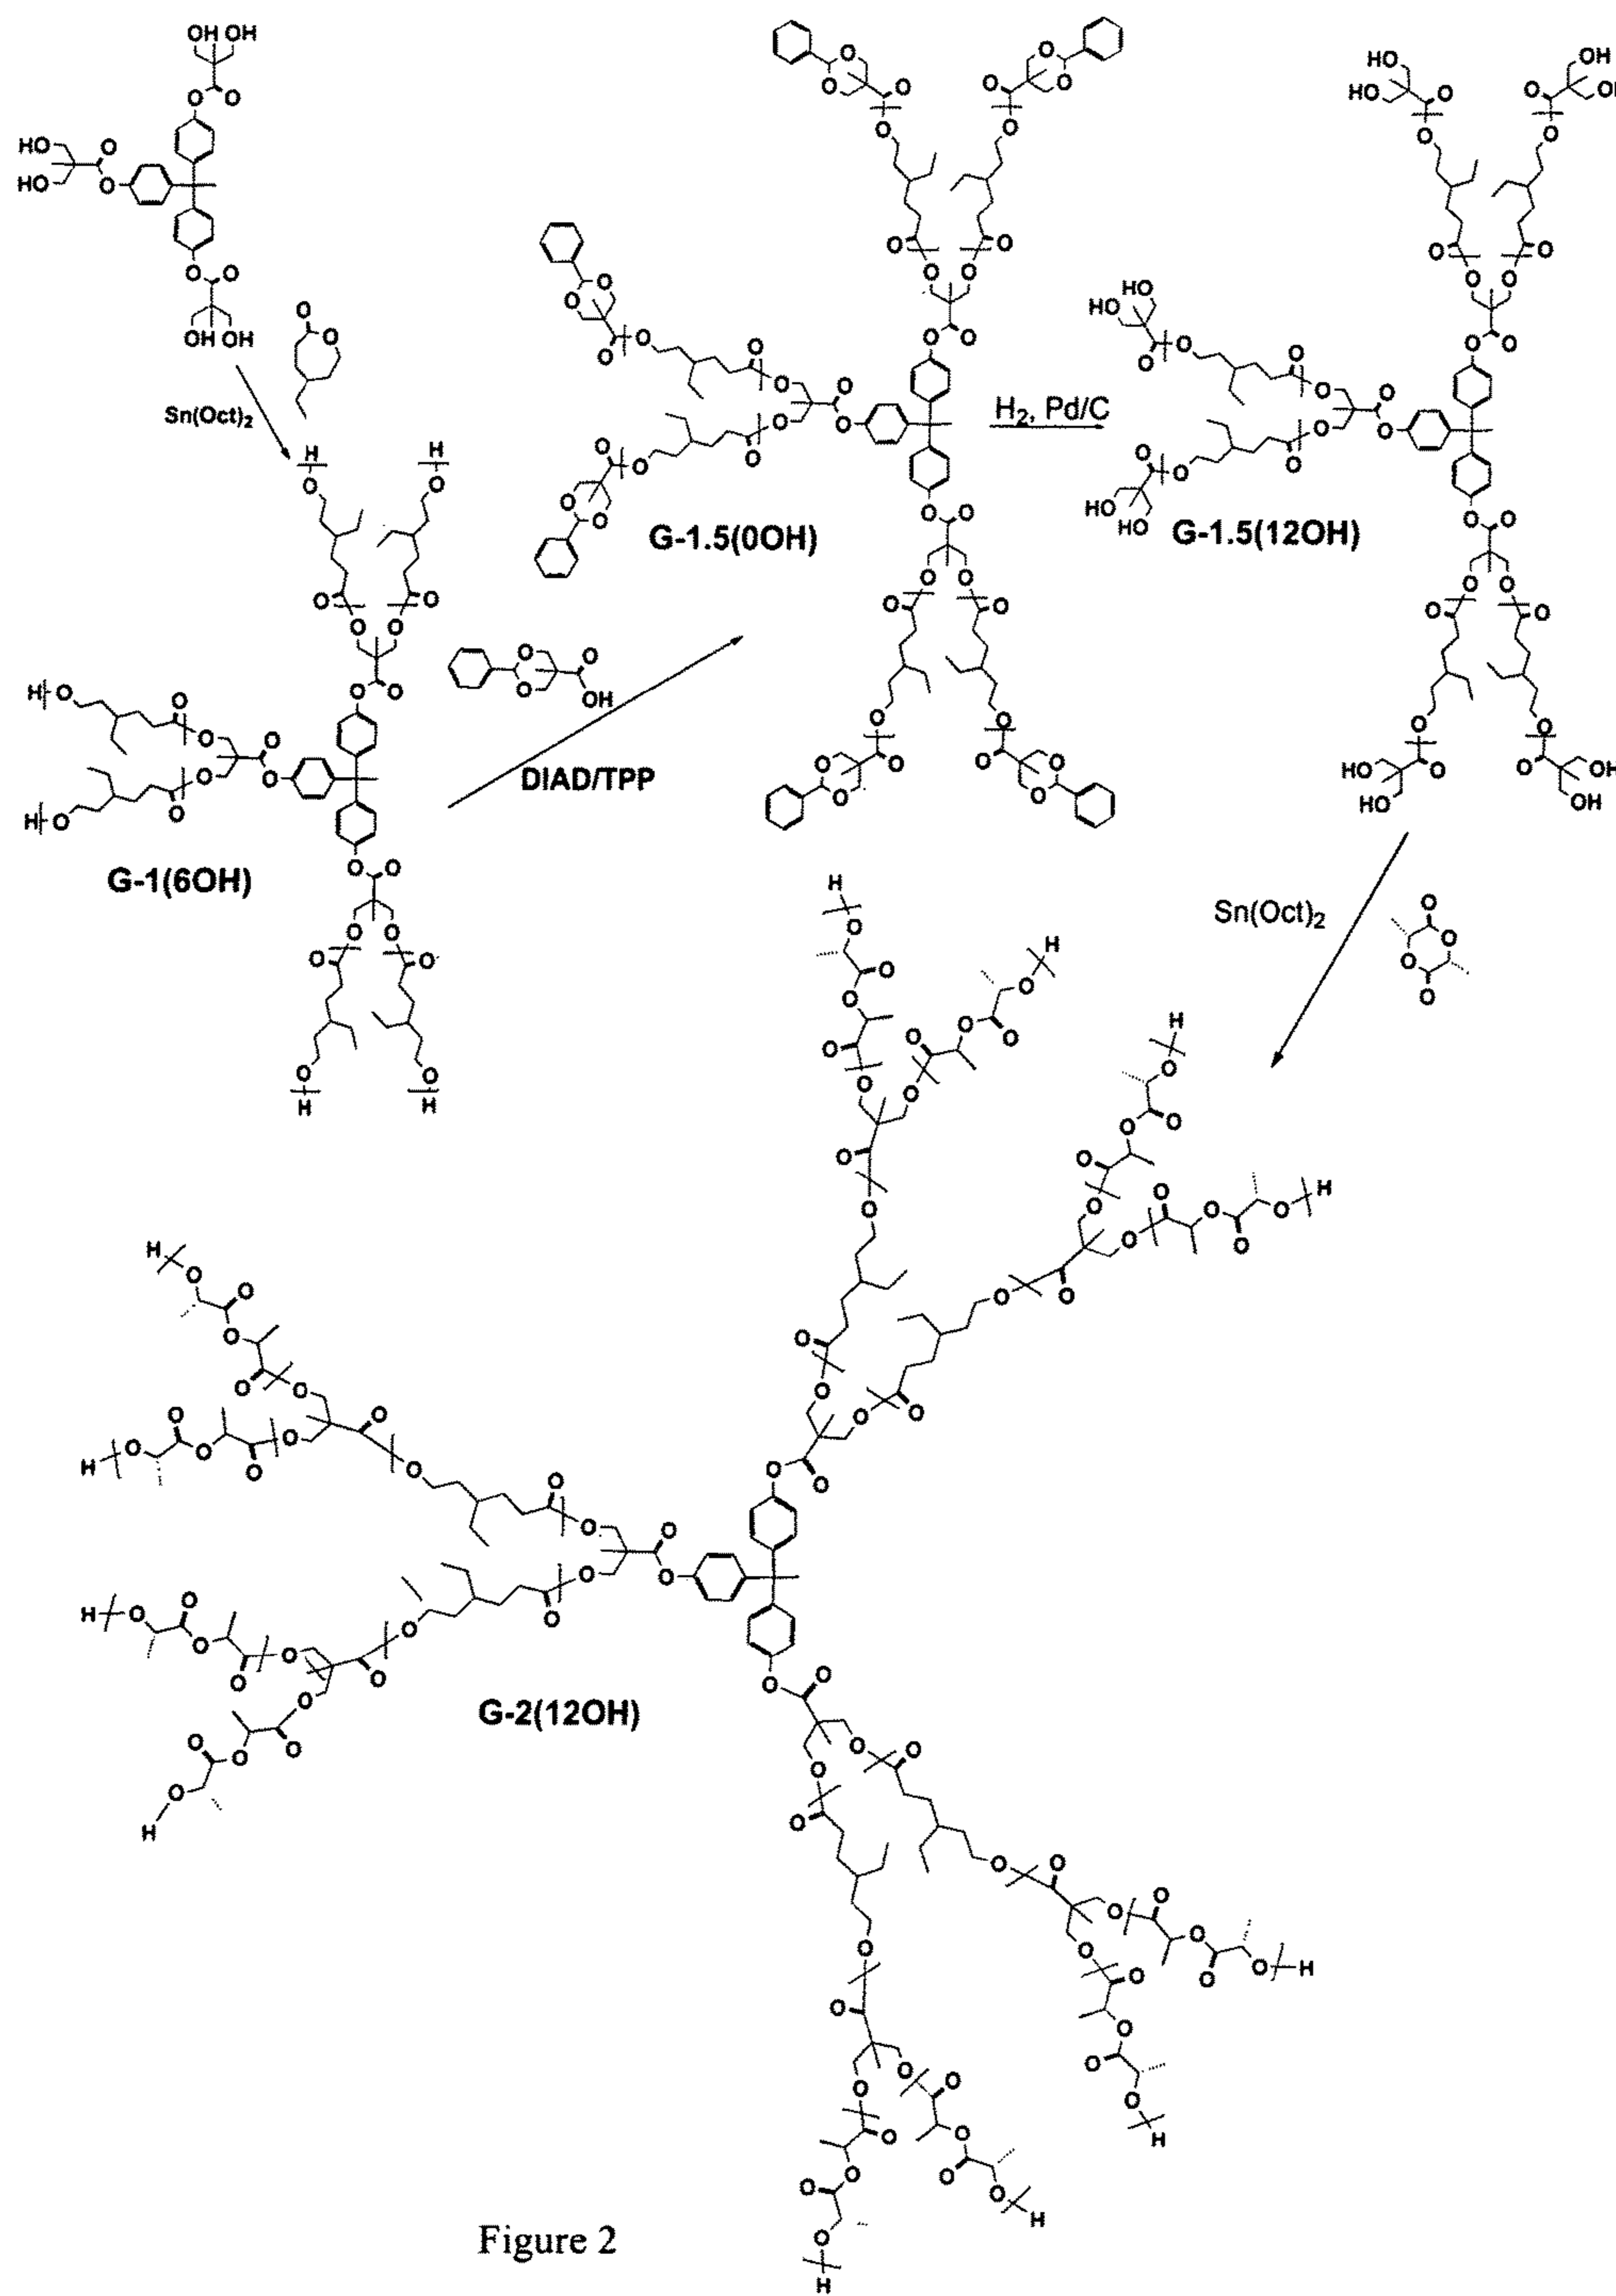 Sn(Oct)2
G-1(6OH)
DIAD/TPP
G-1.5(0OH)
H2, Pd/C
G-1.5(12OH)
Sn(Oct)2
G-2(12OH)
Figure 2